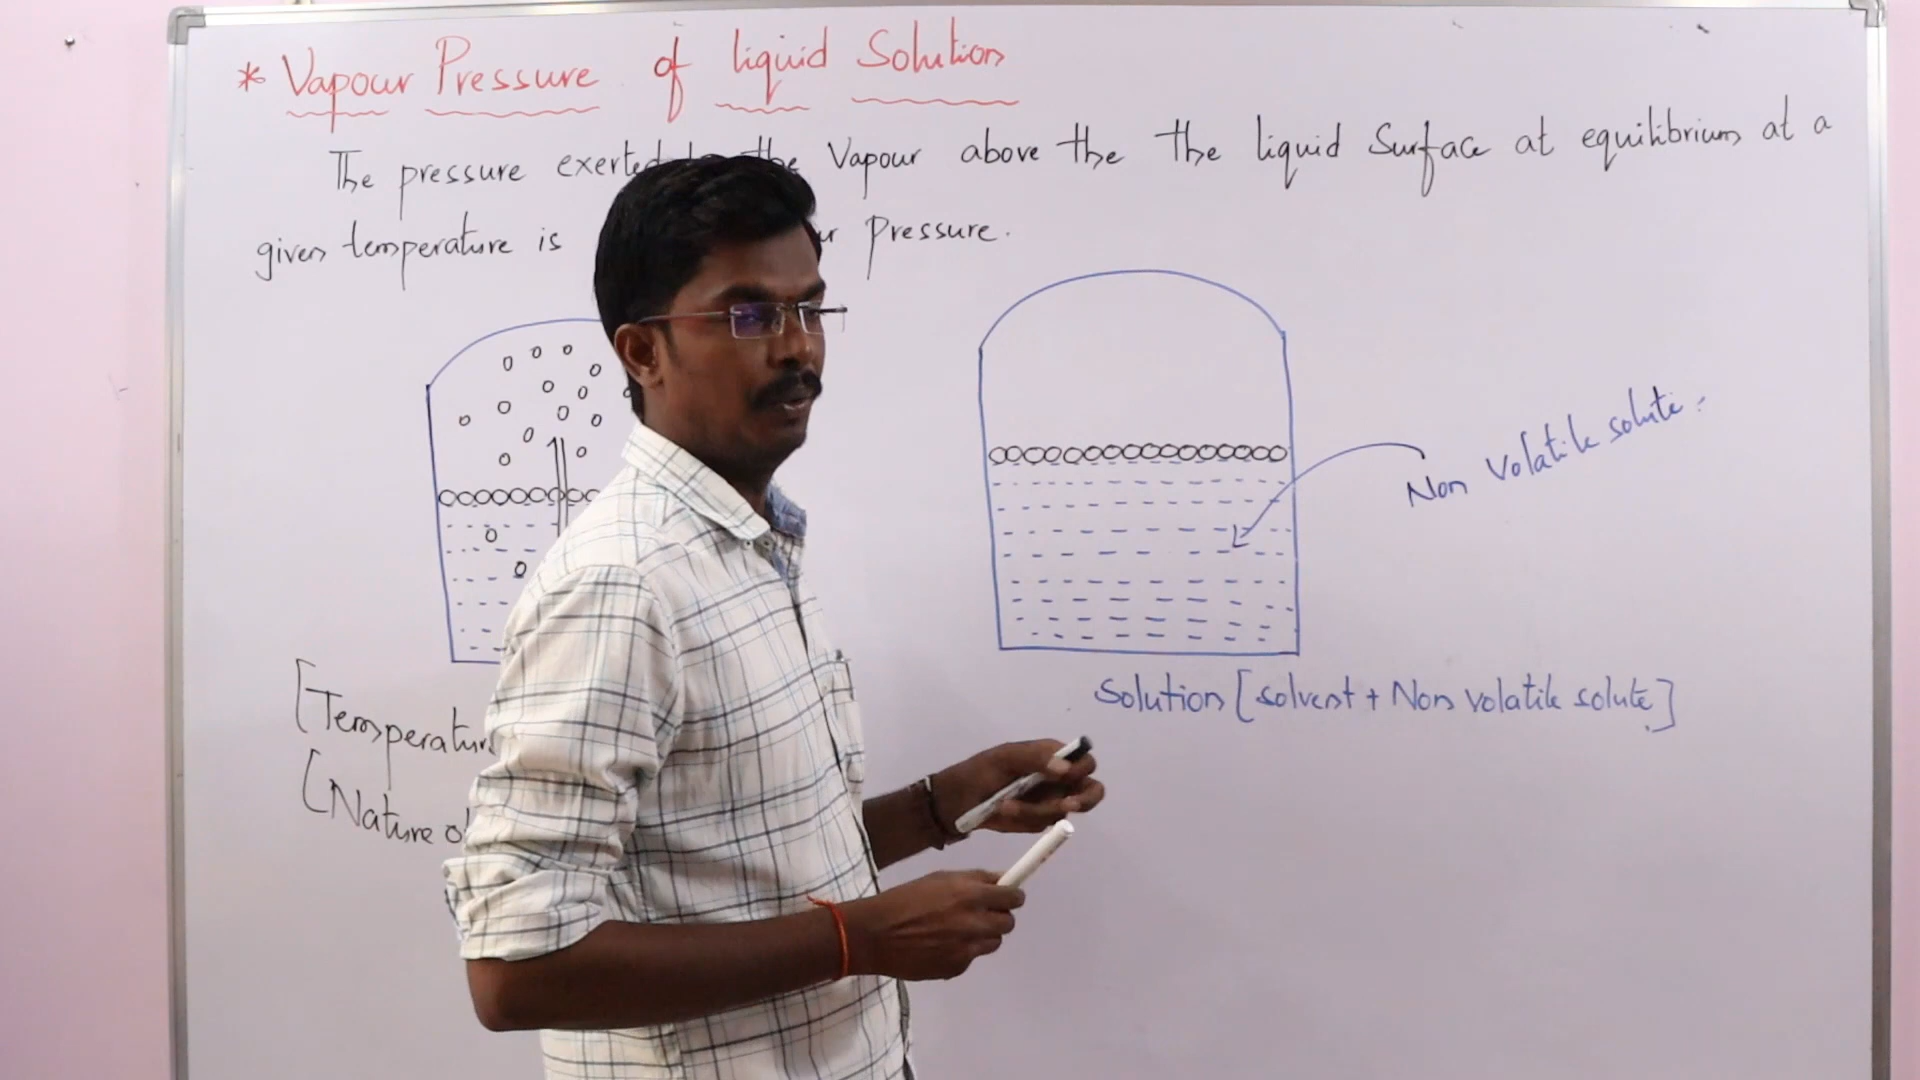 * Vapour Pressure of liquid Solution
The pressure exerted the Vapour above the the liquid Surface at equilibrium at a
given temperature is Pressure.
Non Volatile solute.
Solution [solvent + Non volatile solute]
[Temperature
[Nature of